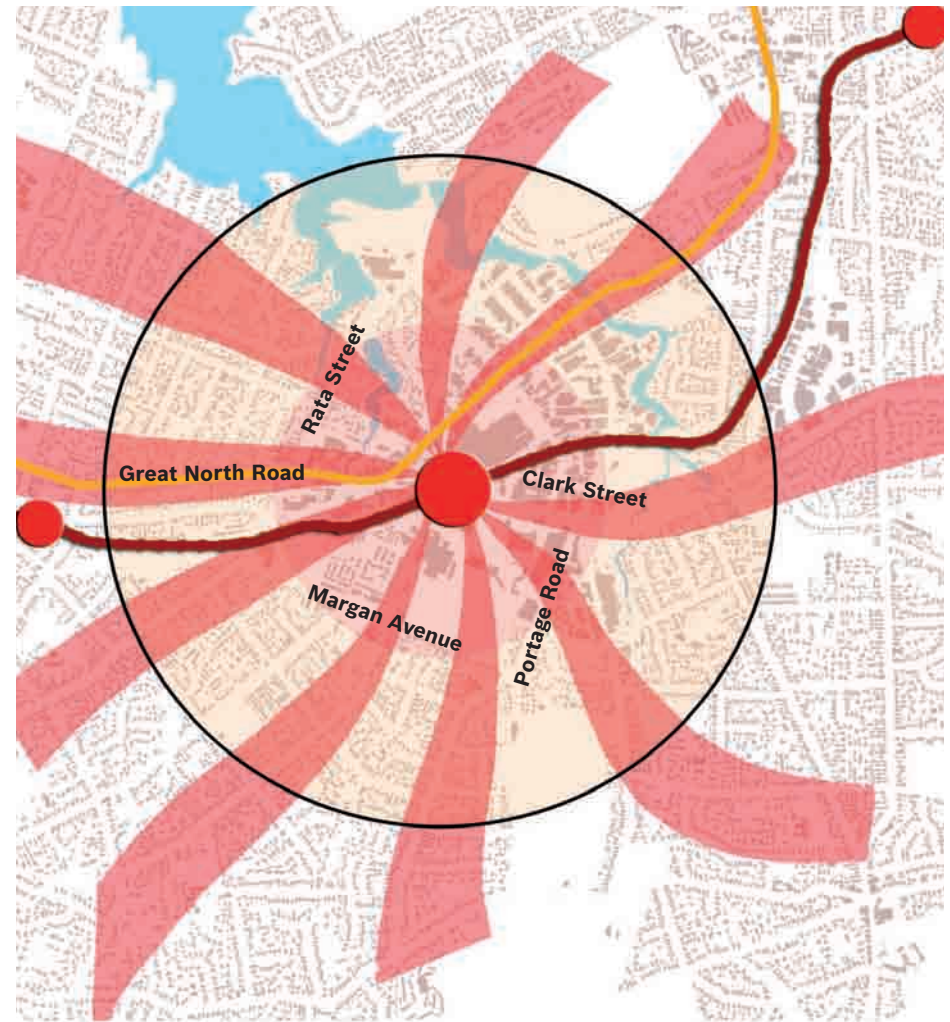 Rata Street
Great North Road
Clark Street
Margan Avenue
Portage Road